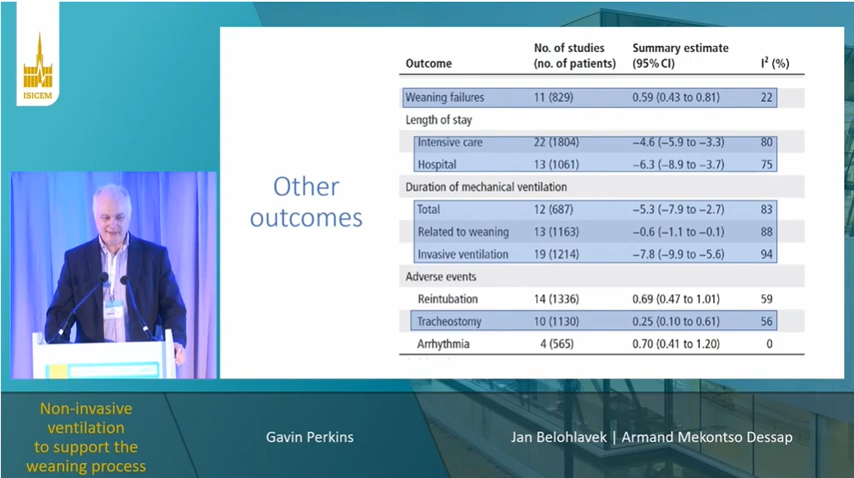 ISICEM
Other
outcomes
Outcome No. of studies (no. of patients) Summary estimate (95% CI) I² (%)
Weaning failures 11 (829) 0.59 (0.43 to 0.81) 22
Length of stay
Intensive care 22 (1804) −4.6 (−5.9 to −3.3) 80
Hospital 13 (1061) −6.3 (−8.9 to −3.7) 75
Duration of mechanical ventilation
Total 12 (687) −5.3 (−7.9 to −2.7) 83
Related to weaning 13 (1163) −0.6 (−1.1 to −0.1) 88
Invasive ventilation 19 (1214) −7.8 (−9.9 to −5.6) 94
Adverse events
Reintubation 14 (1336) 0.69 (0.47 to 1.01) 59
Tracheostomy 10 (1130) 0.25 (0.10 to 0.61) 56
Arrhythmia 4 (565) 0.70 (0.41 to 1.20) 0
Non-invasive
ventilation
to support the
weaning process
Gavin Perkins
Jan Belohlavek | Armand Mekontso Dessap